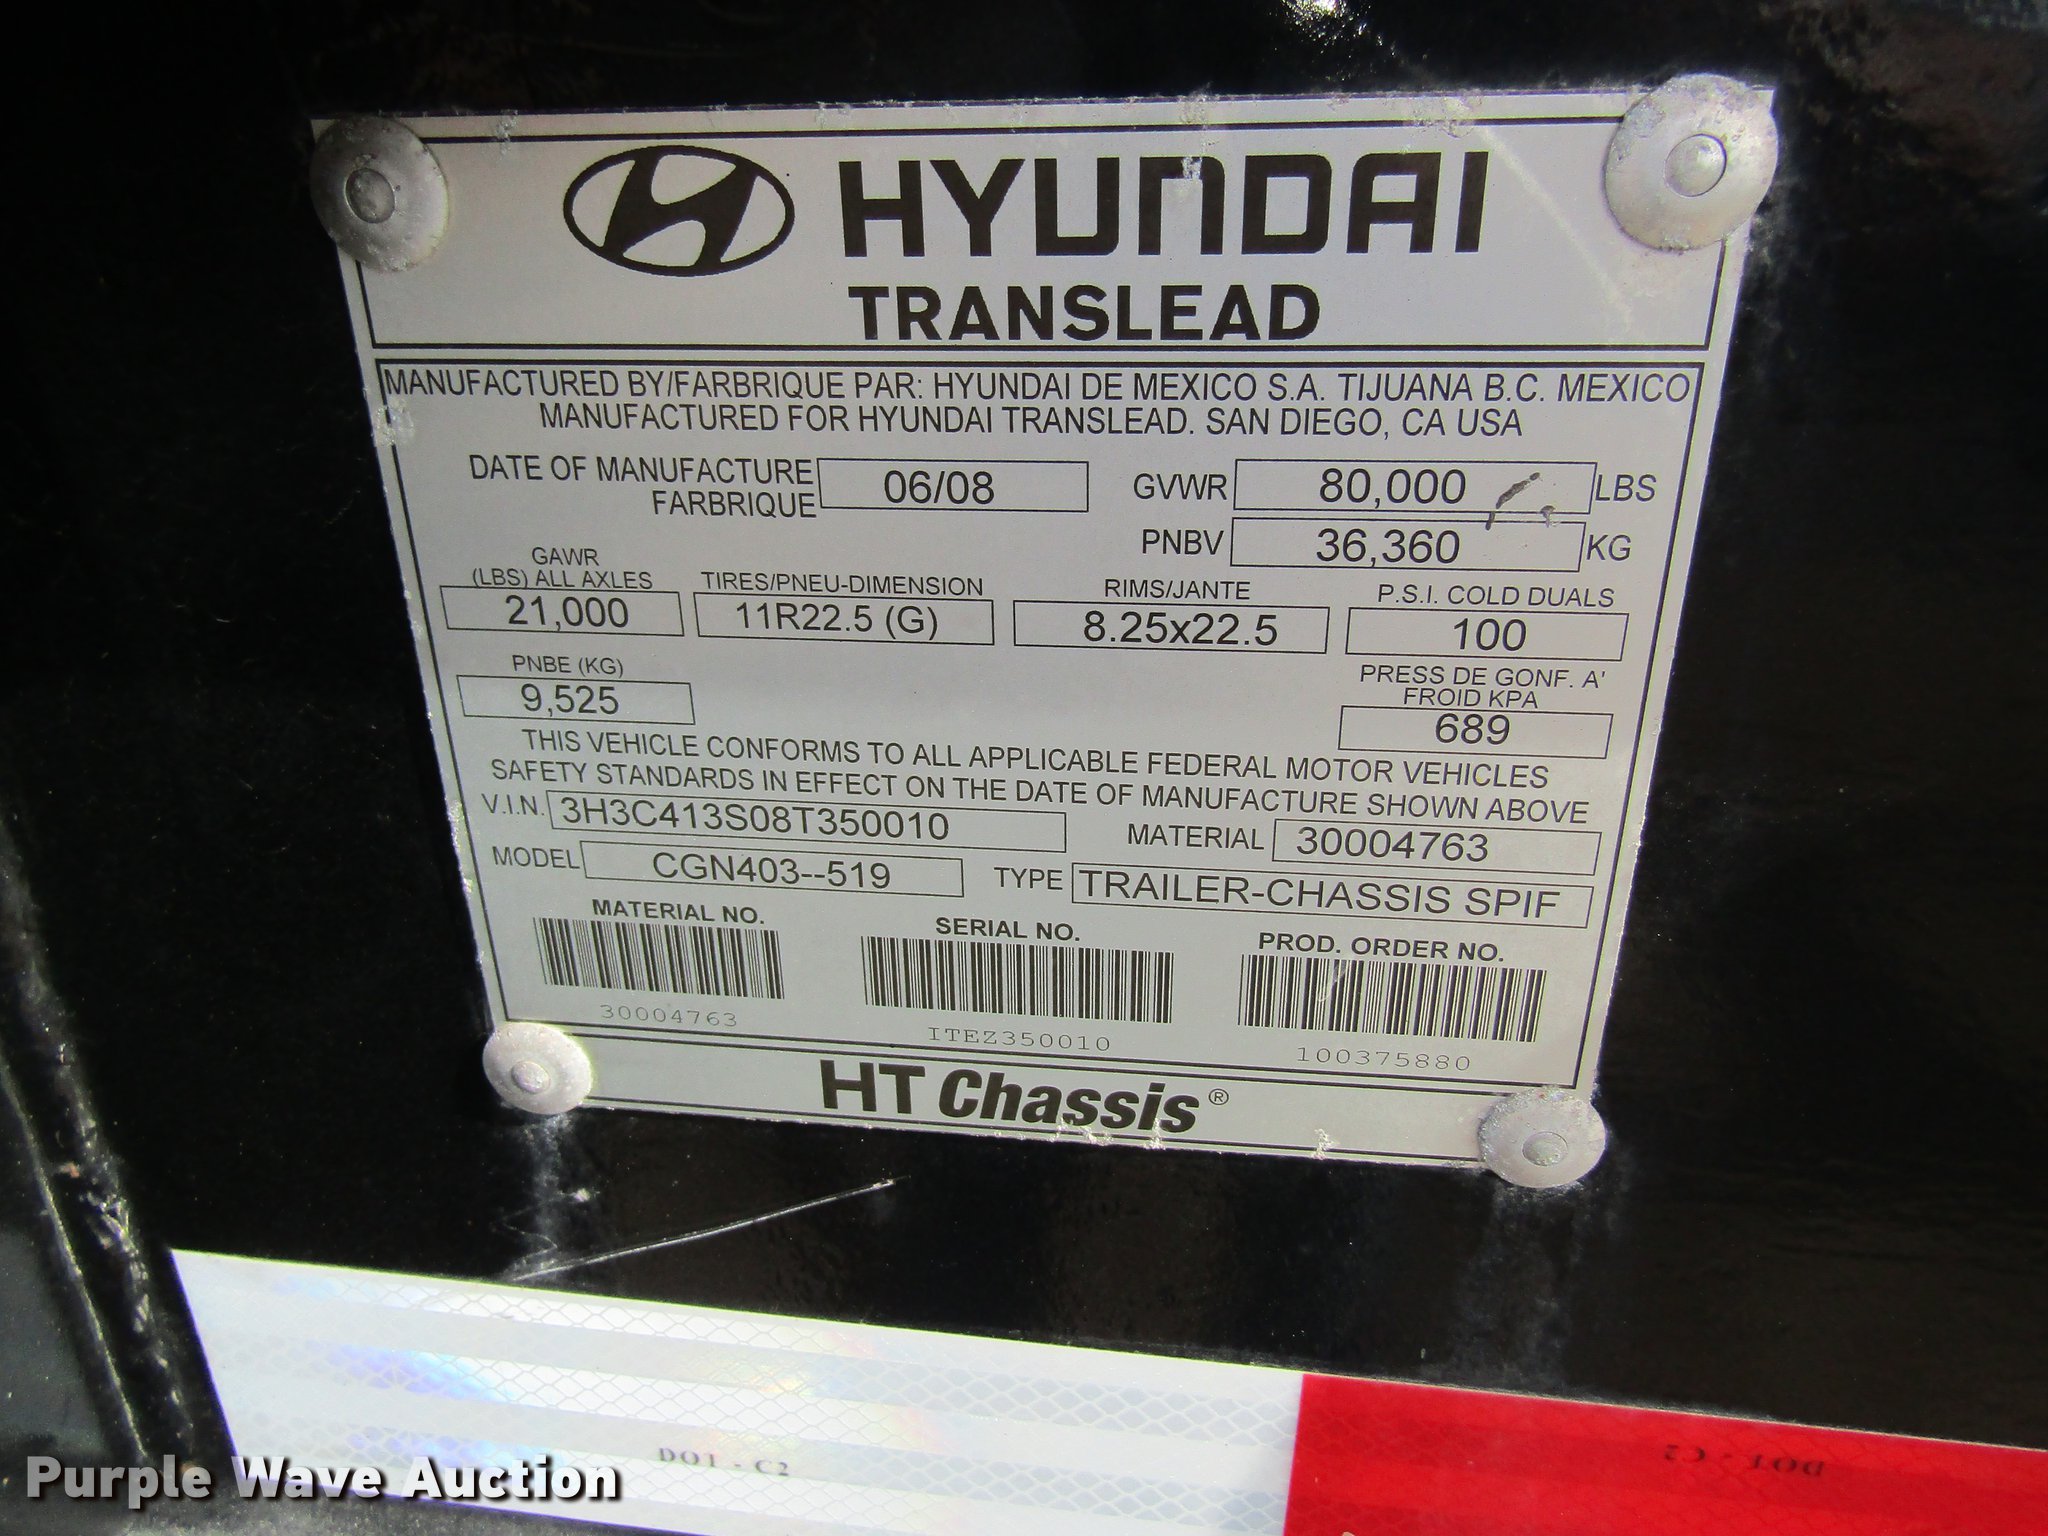 HYUNDAI
TRANSLEAD
MANUFACTURED BY/FARBRIQUE PAR: HYUNDAI DE MEXICO S.A. TIJUANA B.C. MEXICO
MANUFACTURED FOR HYUNDAI TRANSLEAD. SAN DIEGO, CA USA
DATE OF MANUFACTURE 06/08 GVWR 80,000 LBS
FARBRIQUE
PNBV 36,360 KG
GAWR
(LBS) ALL AXLES TIRES/PNEU-DIMENSION RIMS/JANTE P.S.I. COLD DUALS
21,000 11R22.5 (G) 8.25x22.5 100
PNBE (KG) PRESS DE GONF. A'
FROID KPA
9,525 689
THIS VEHICLE CONFORMS TO ALL APPLICABLE FEDERAL MOTOR VEHICLES
SAFETY STANDARDS IN EFFECT ON THE DATE OF MANUFACTURE SHOWN ABOVE
V.I.N. 3H3C413S08T350010 MATERIAL 30004763
MODEL CGN403--519 TYPE TRAILER-CHASSIS SPIF
MATERIAL NO. SERIAL NO. PROD. ORDER NO.
30004763 ITEZ350010 100375880
HT Chassis®
DOT - C2 DOT - C2
Purple Wave Auction